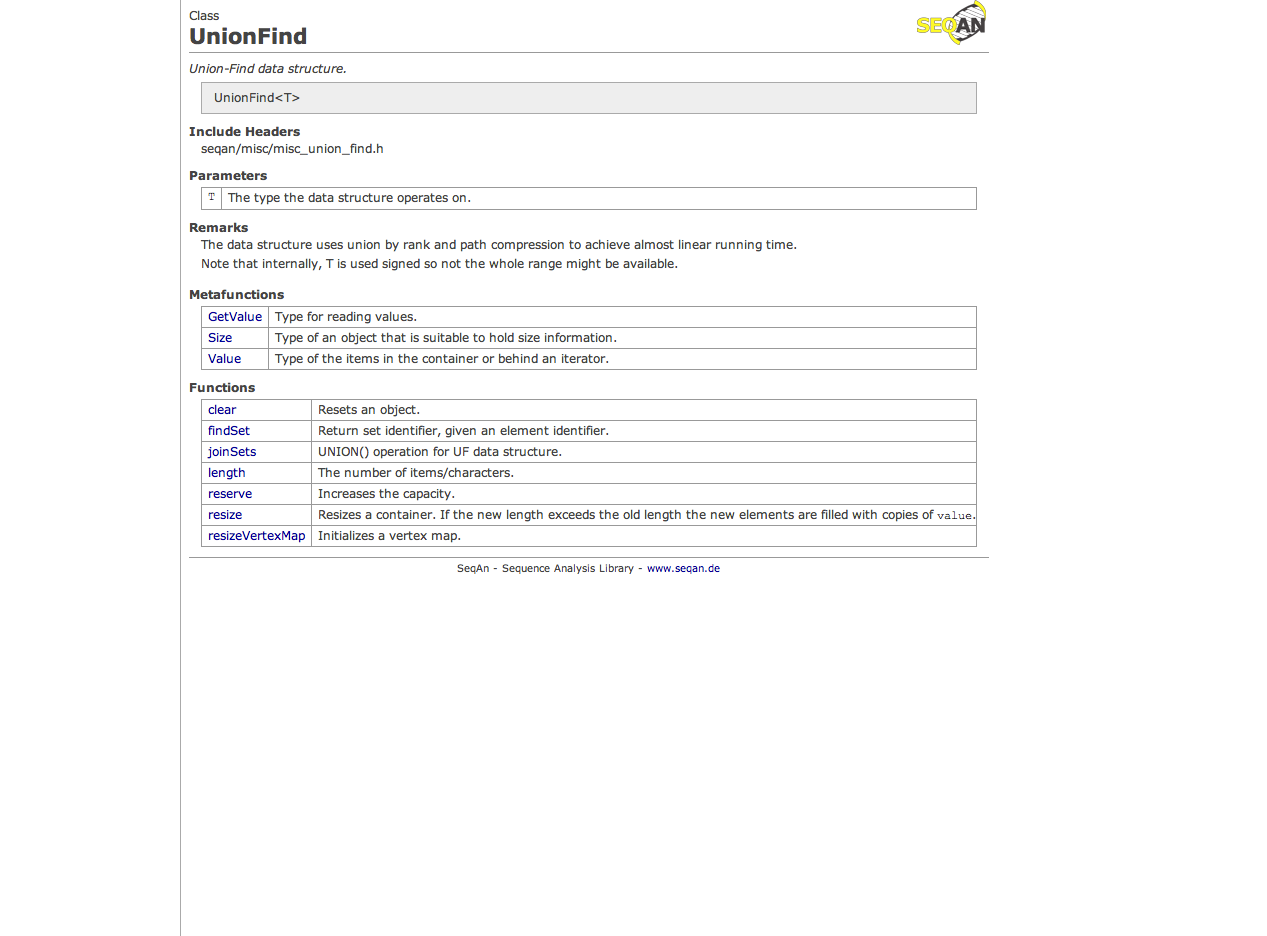 Class
SEQAN
UnionFind
Union-Find data structure.
UnionFind<T>
Include Headers
seqan/misc/misc_union_find.h
Parameters
T The type the data structure operates on.
Remarks
The data structure uses union by rank and path compression to achieve almost linear running time.
Note that internally, T is used signed so not the whole range might be available.
Metafunctions
GetValue Type for reading values.
Size Type of an object that is suitable to hold size information.
Value Type of the items in the container or behind an iterator.
Functions
clear Resets an object.
findSet Return set identifier, given an element identifier.
joinSets UNION() operation for UF data structure.
length The number of items/characters.
reserve Increases the capacity.
resize Resizes a container. If the new length exceeds the old length the new elements are filled with copies of value.
resizeVertexMap Initializes a vertex map.
SeqAn - Sequence Analysis Library - www.seqan.de